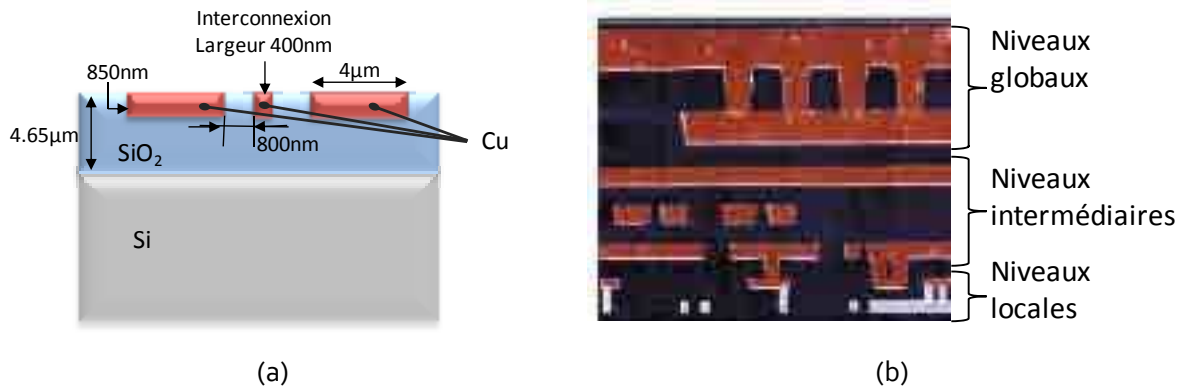 Interconnexion
Largeur 400nm
850nm
4µm
4.65µm
800nm
Cu
SiO2
Si
(a)
Niveaux
globaux
Niveaux
intermédiaires
Niveaux
locales
(b)